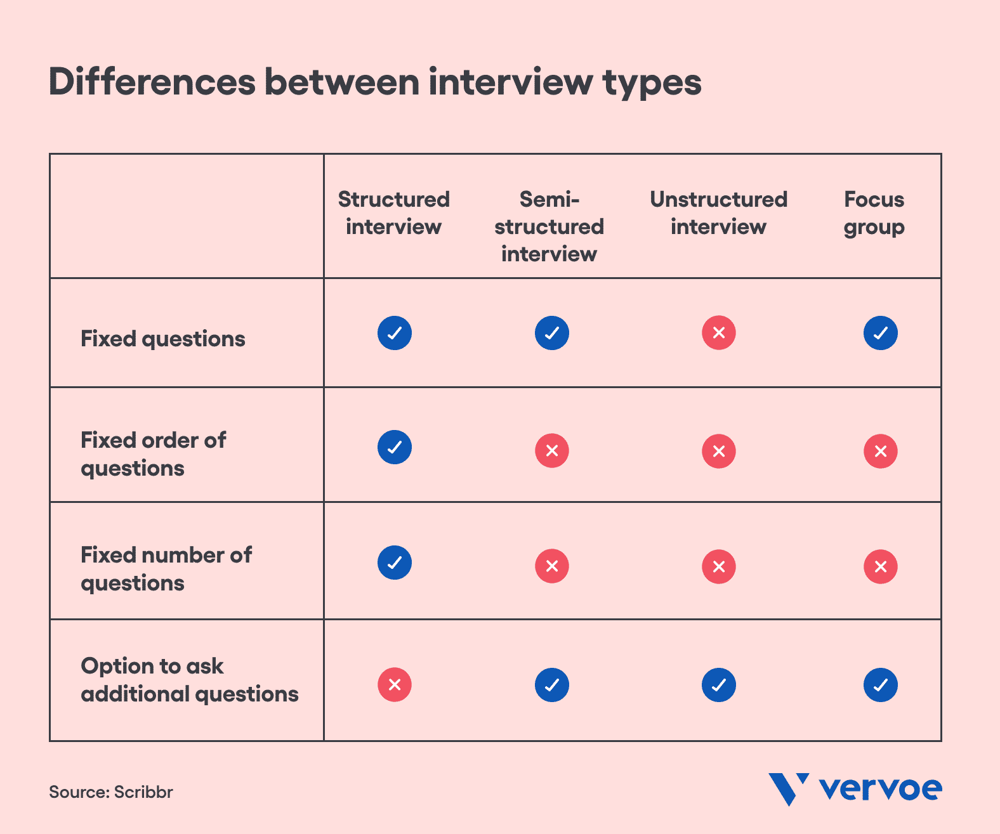 Differences between interview types
Structured
interview
Semi-
structured
interview
Unstructured
interview
Focus
group
Fixed questions
Fixed order of
questions
Fixed number of
questions
Option to ask
additional questions
Source: Scribbr
vervoe